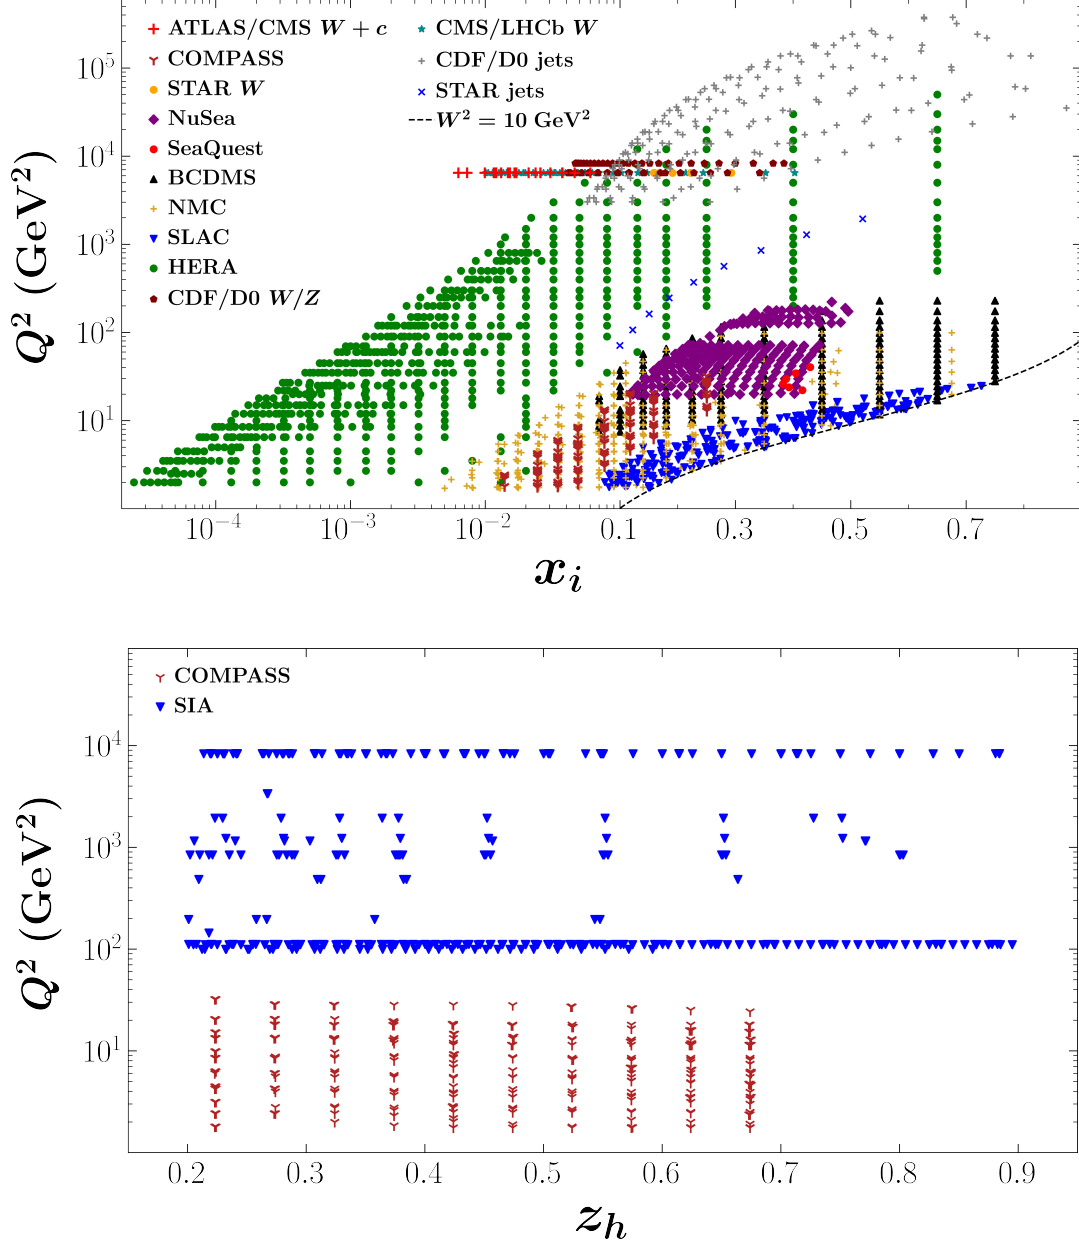 ATLAS/CMS W + c
COMPASS
STAR W
NuSea
SeaQuest
BCDMS
NMC
SLAC
HERA
CDF/D0 W/Z
CMS/LHCb W
CDF/D0 jets
STAR jets
W² = 10 GeV²
Q² (GeV²)
10⁵
10⁴
10³
10²
10¹
10⁻⁴ 10⁻³ 10⁻² 0.1 0.3 0.5 0.7
xᵢ
COMPASS
SIA
Q² (GeV²)
10⁴
10³
10²
10¹
0.2 0.3 0.4 0.5 0.6 0.7 0.8 0.9
zₕ